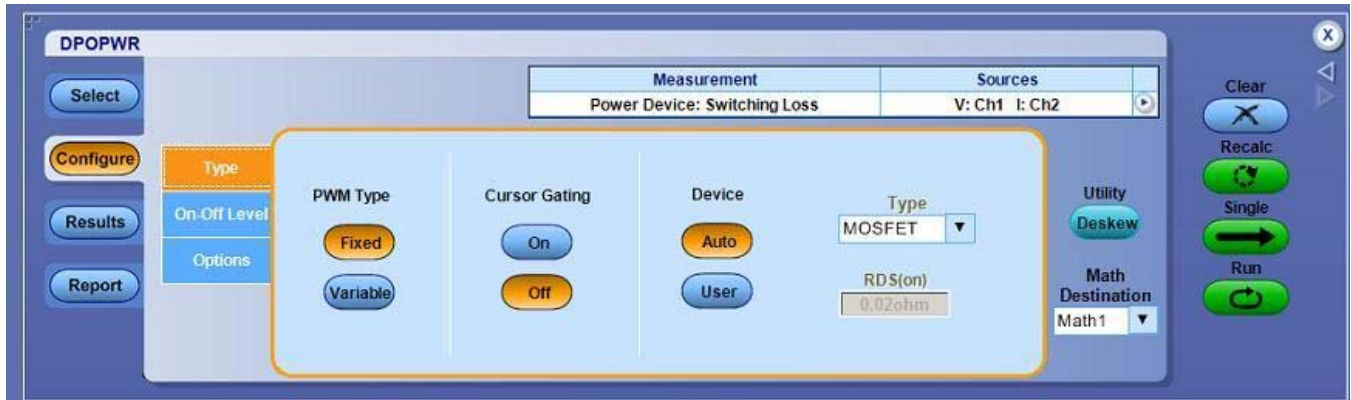 DPOPWR
X
Select
Configure
Results
Report
Measurement Sources
Power Device: Switching Loss V: Ch1 I: Ch2
Type
On-Off Level
Options
PWM Type
Fixed
Variable
Cursor Gating
On
Off
Device
Auto
User
Type
MOSFET
RDS(on)
0.02ohm
Utility
Deskew
Math
Destination
Math1
Clear
Recalc
Single
Run